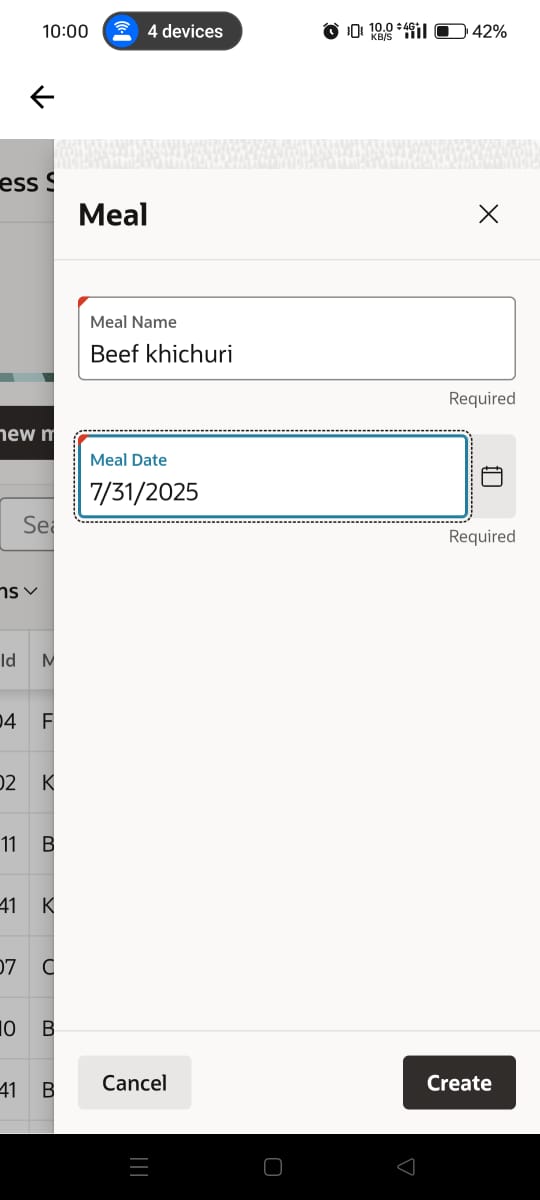 10:00 4 devices 10.0 KB/S 4G 42%
ess S
Meal
Meal Name
Beef khichuri
Required
new m
Meal Date
7/31/2025
Required
Sea
ns
Id M
04 F
02 K
11 B
41 K
07 C
10 B
41 B
Cancel Create